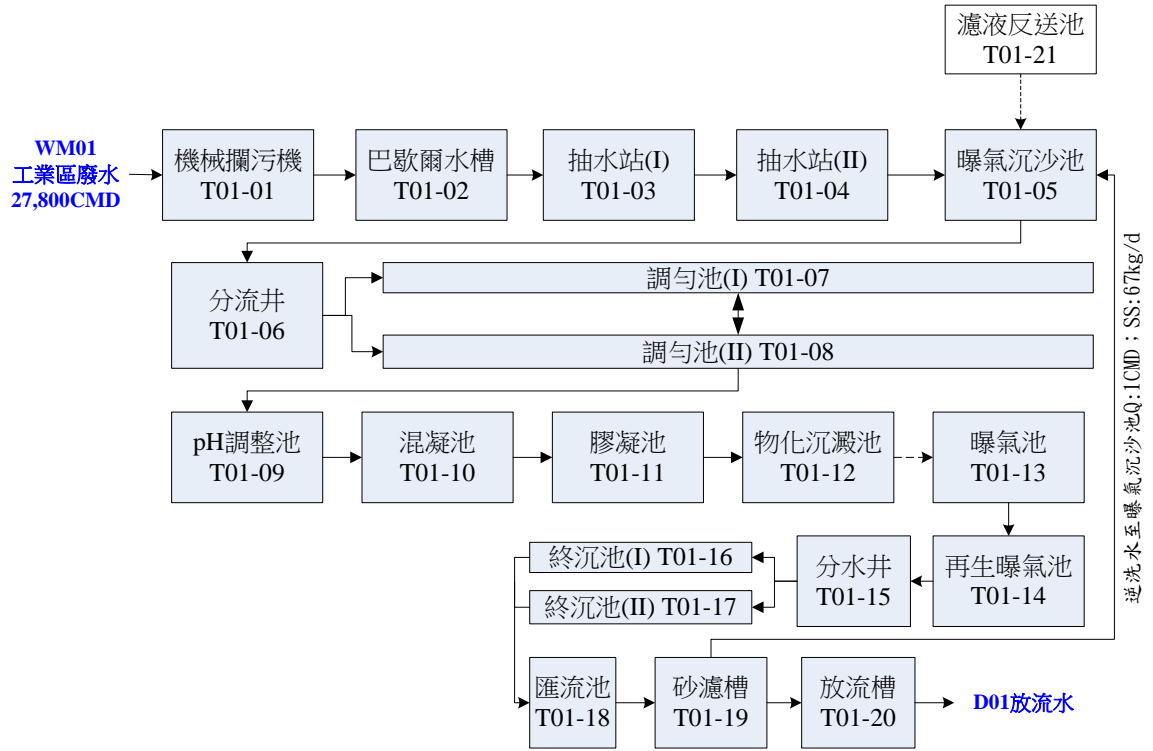 濾液反送池
T01-21
WM01
工業區廢水
27,800CMD
機械攔污機
T01-01
巴歇爾水槽
T01-02
抽水站(I)
T01-03
抽水站(II)
T01-04
曝氣沉沙池
T01-05
分流井
T01-06
調勻池(I) T01-07
調勻池(II) T01-08
逆洗水至曝氣沉沙池Q:1CMD；SS:67kg/d
pH調整池
T01-09
混凝池
T01-10
膠凝池
T01-11
物化沉澱池
T01-12
曝氣池
T01-13
終沉池(I) T01-16
終沉池(II) T01-17
分水井
T01-15
再生曝氣池
T01-14
匯流池
T01-18
砂濾槽
T01-19
放流槽
T01-20
D01放流水